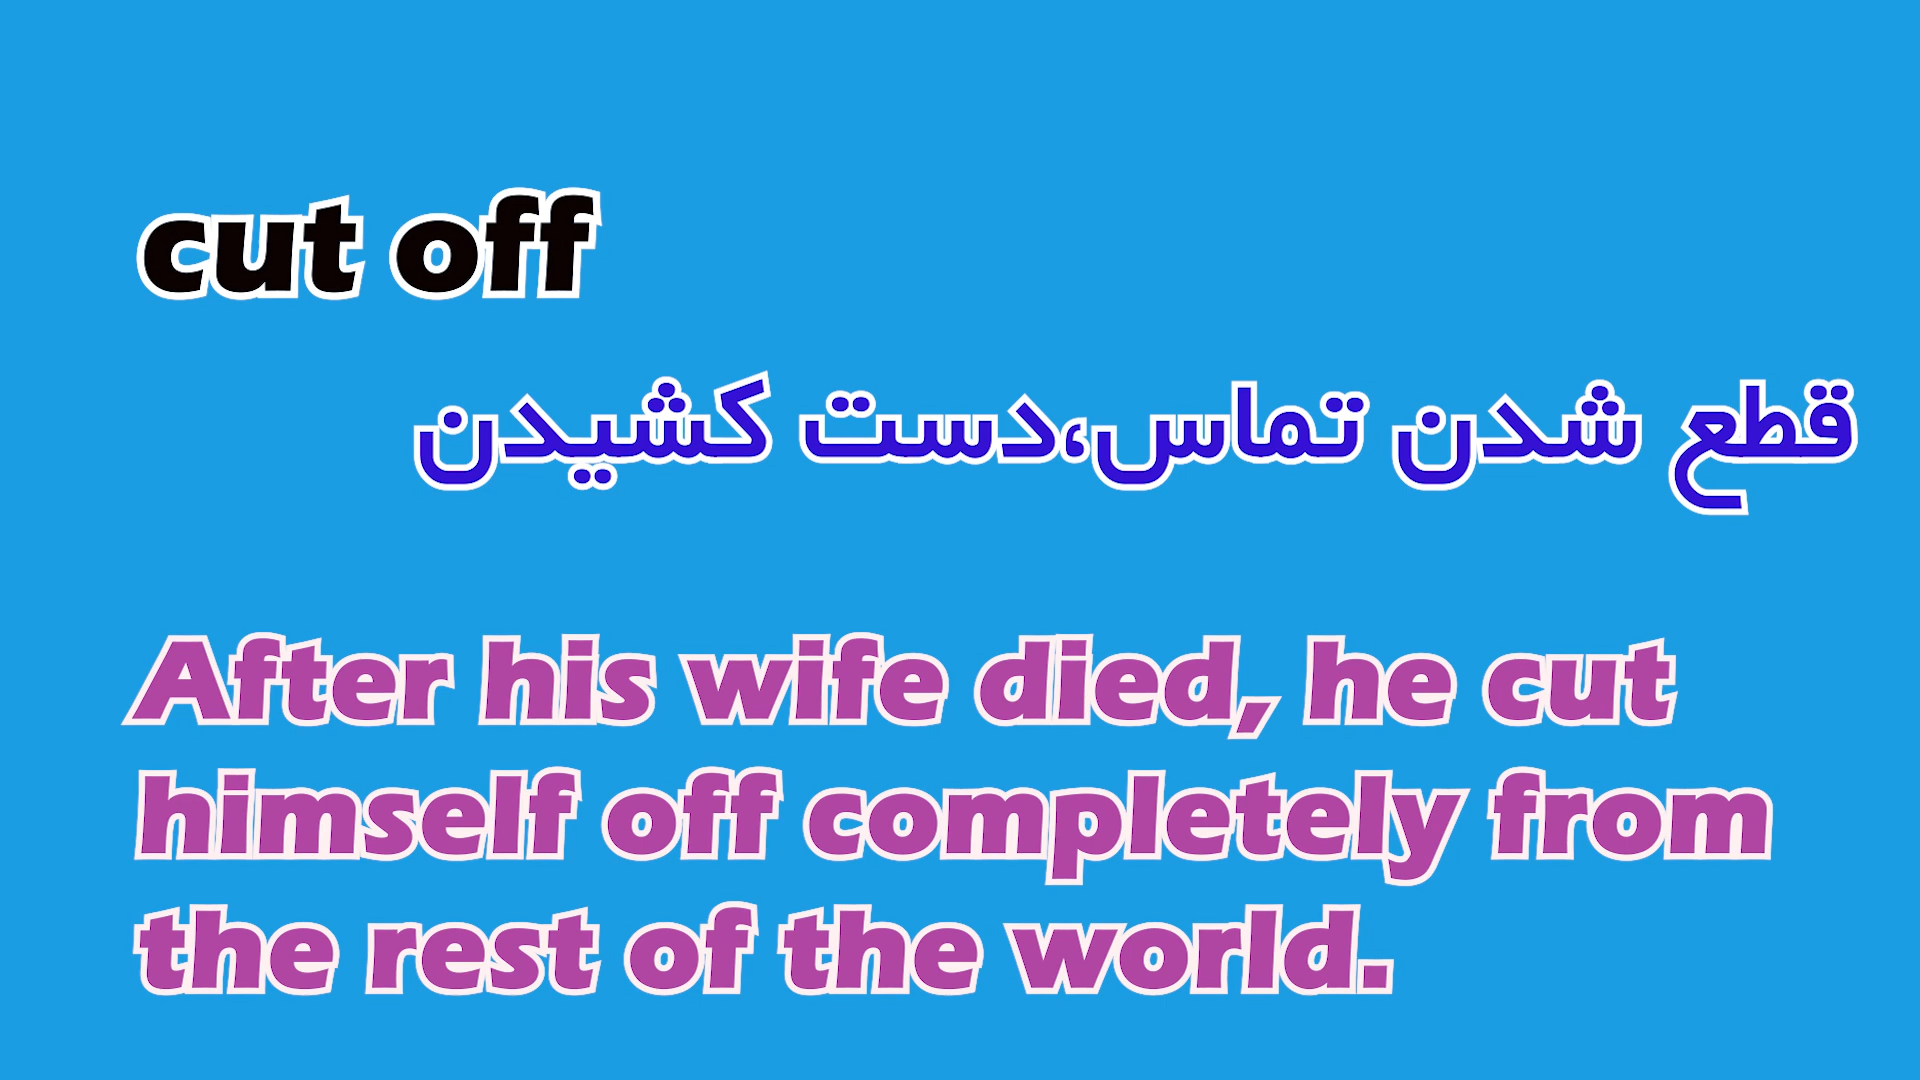 cut off
قطع شدن تماس،دست کشیدن
After his wife died, he cut
himself off completely from
the rest of the world.